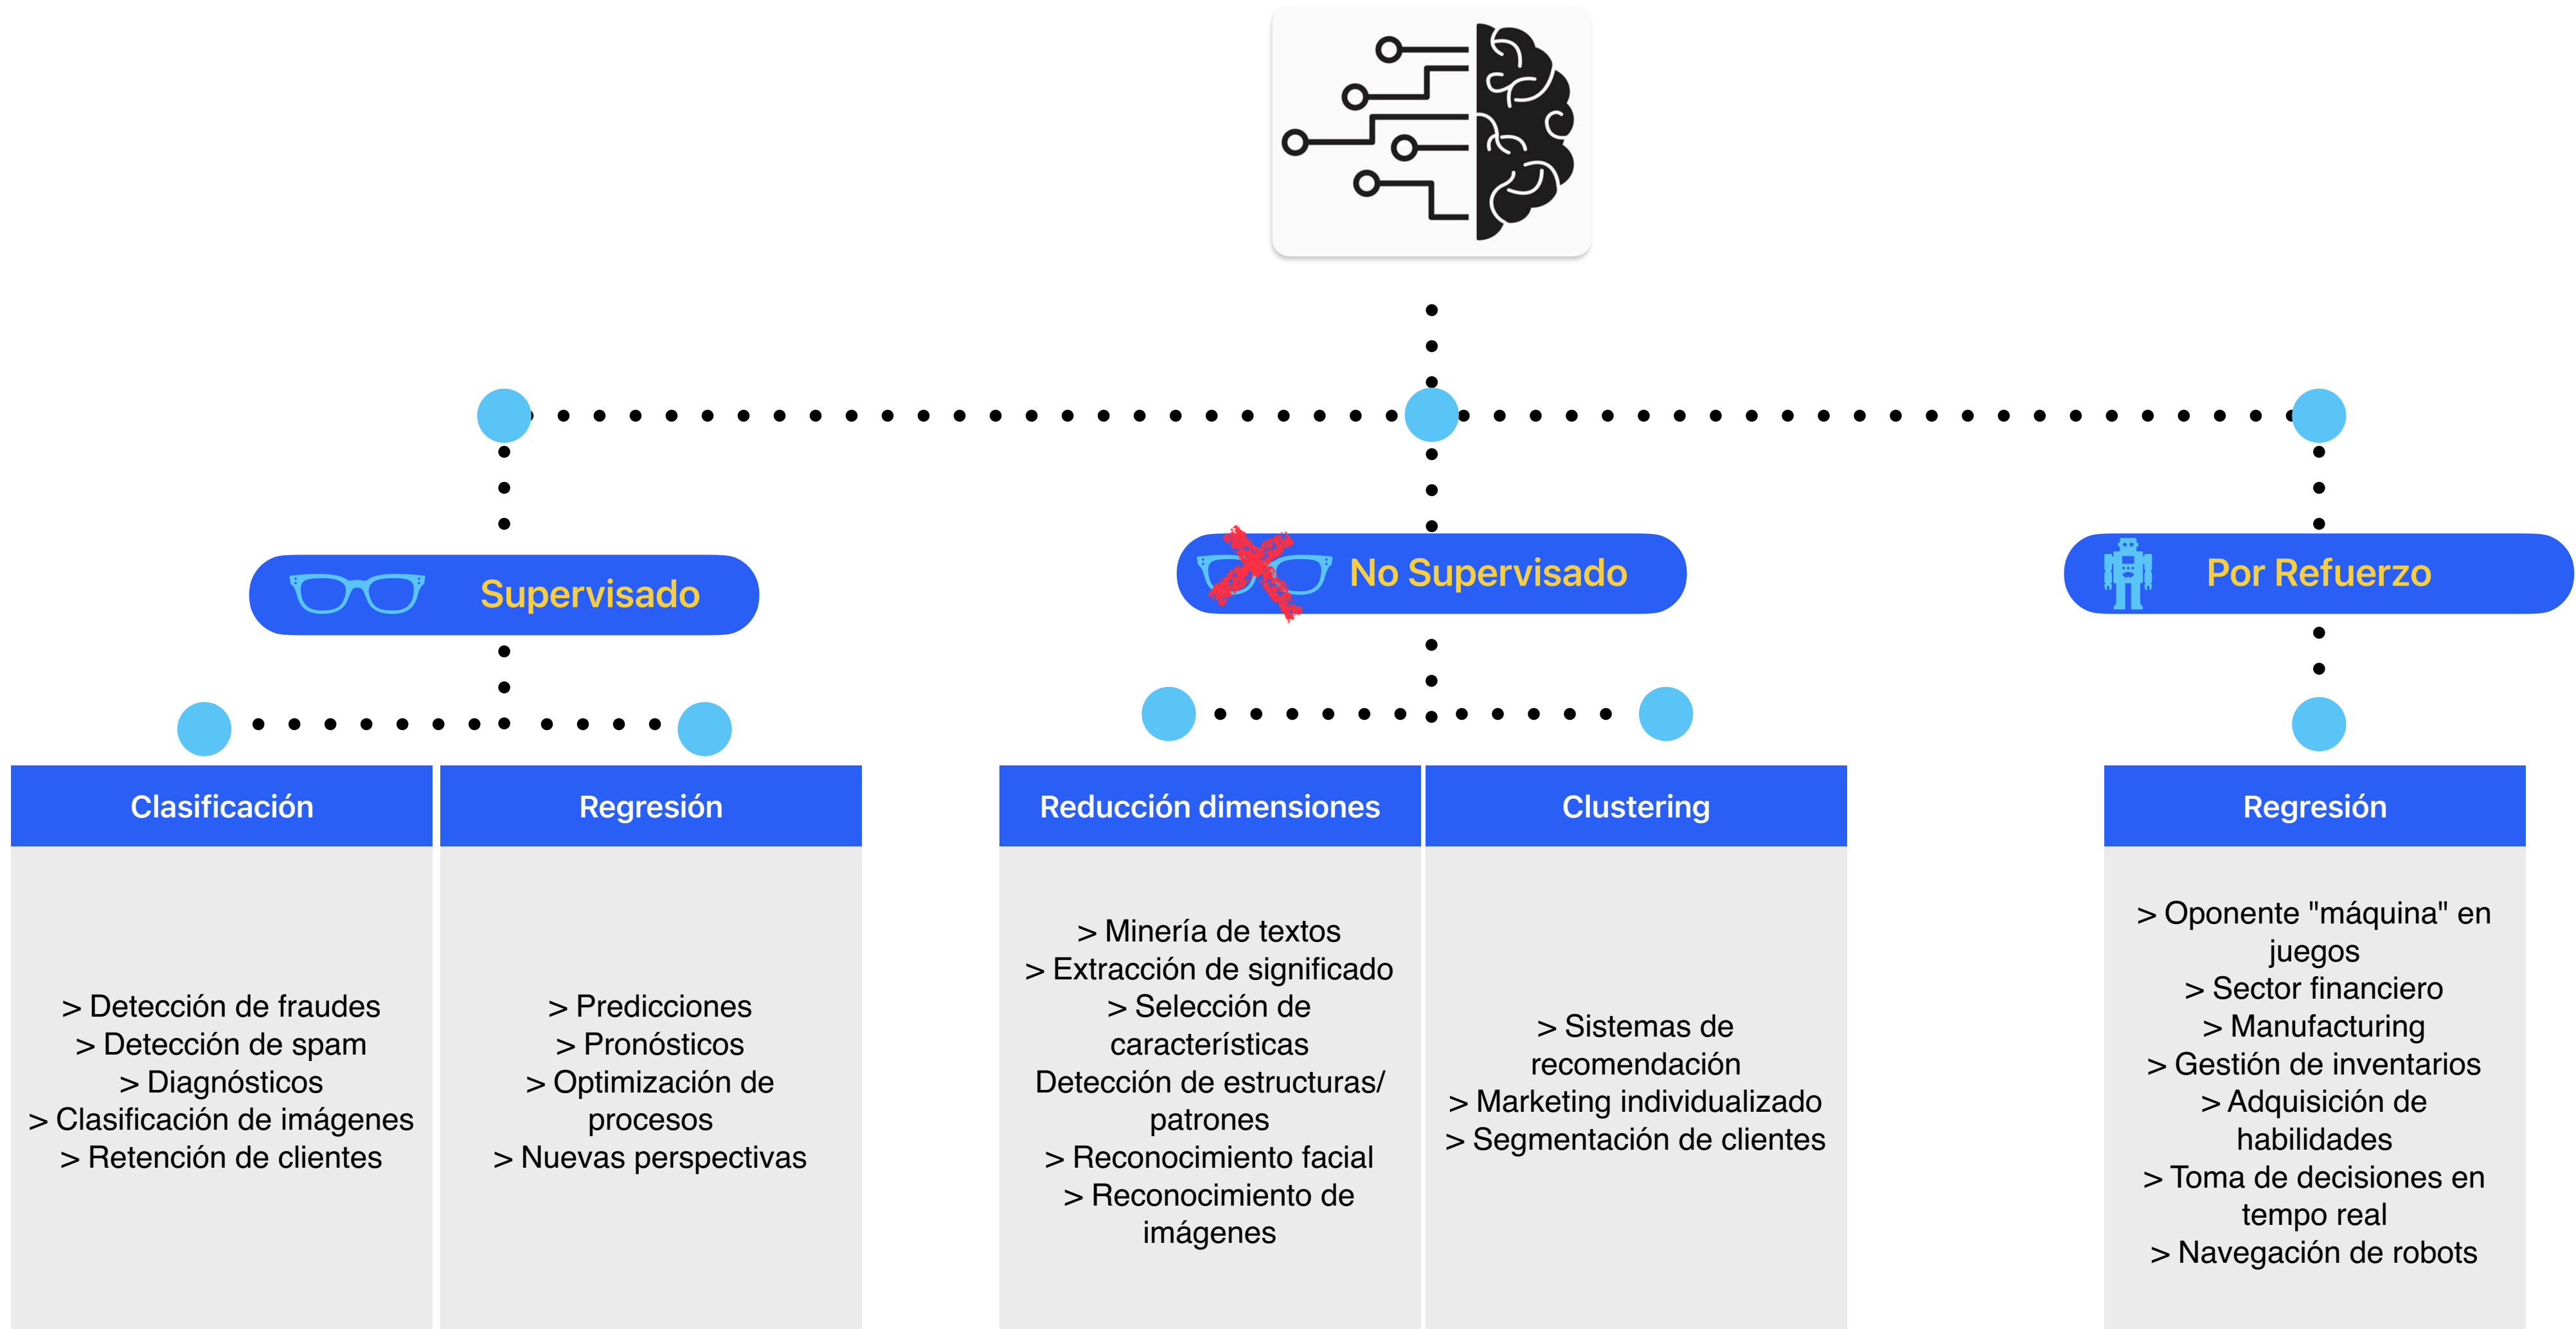 Supervisado
No Supervisado
Por Refuerzo
Clasificación
> Detección de fraudes
> Detección de spam
> Diagnósticos
> Clasificación de imágenes
> Retención de clientes
Regresión
> Predicciones
> Pronósticos
> Optimización de
procesos
> Nuevas perspectivas
Reducción dimensiones
> Minería de textos
> Extracción de significado
> Selección de
características
Detección de estructuras/
patrones
> Reconocimiento facial
> Reconocimiento de
imágenes
Clustering
> Sistemas de
recomendación
> Marketing individualizado
> Segmentación de clientes
Regresión
> Oponente "máquina" en
juegos
> Sector financiero
> Manufacturing
> Gestión de inventarios
> Adquisición de
habilidades
> Toma de decisiones en
tempo real
> Navegación de robots